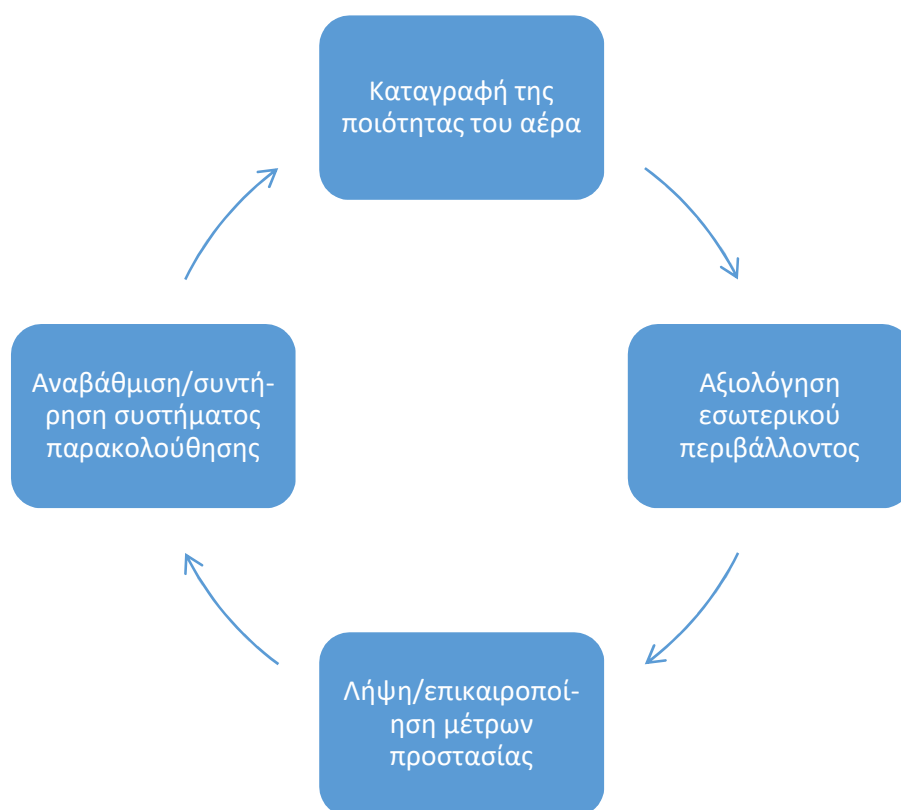 Καταγραφή της
ποιότητας του αέρα
Αξιολόγηση
εσωτερικού
περιβάλλοντος
Λήψη/επικαιροποί-
ηση μέτρων
προστασίας
Αναβάθμιση/συντή-
ρηση συστήματος
παρακολούθησης